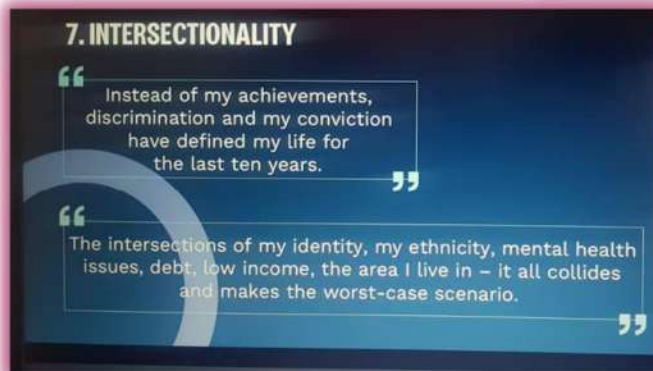 7. INTERSECTIONALITY
“
Instead of my achievements,
discrimination and my conviction
have defined my life for
the last ten years.
”
“
The intersections of my identity, my ethnicity, mental health
issues, debt, low income, the area I live in – it all collides
and makes the worst-case scenario.
”